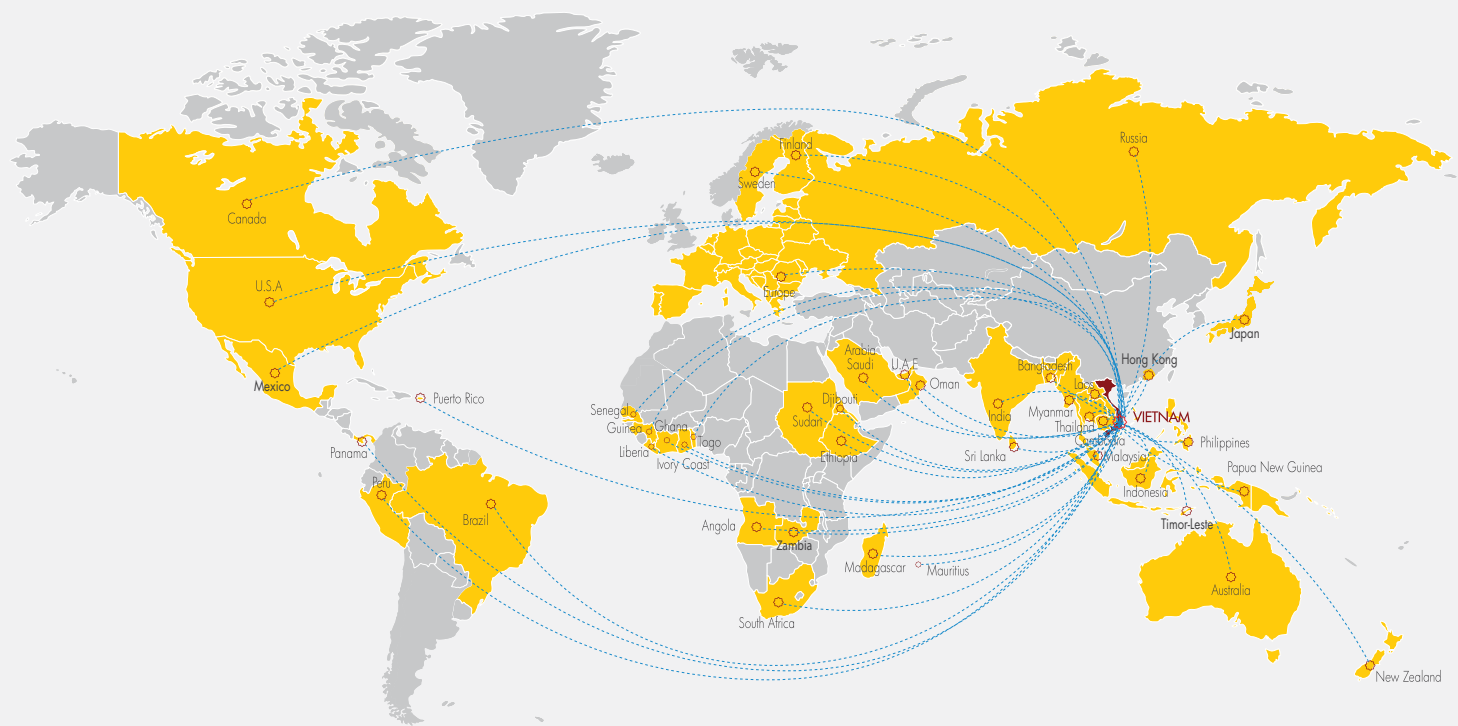 Russia
Finland
Sweden
Canada
U.S.A
Europe
Japan
Mexico
Puerto Rico
Panama
Peru
Brazil
Senegal
Guinea
Ghana
Togo
Liberia
Ivory Coast
Arabia
Saudi
U.A.E
Oman
Djibouti
Sudan
Ethiopia
Bangladesh
Hong Kong
Laos
India
Myanmar
Thailand
VIETNAM
Cambodia
Malaysia
Sri Lanka
Philippines
Papua New Guinea
Indonesia
Timor-Leste
Angola
Zambia
Madagascar
Mauritius
South Africa
Australia
New Zealand